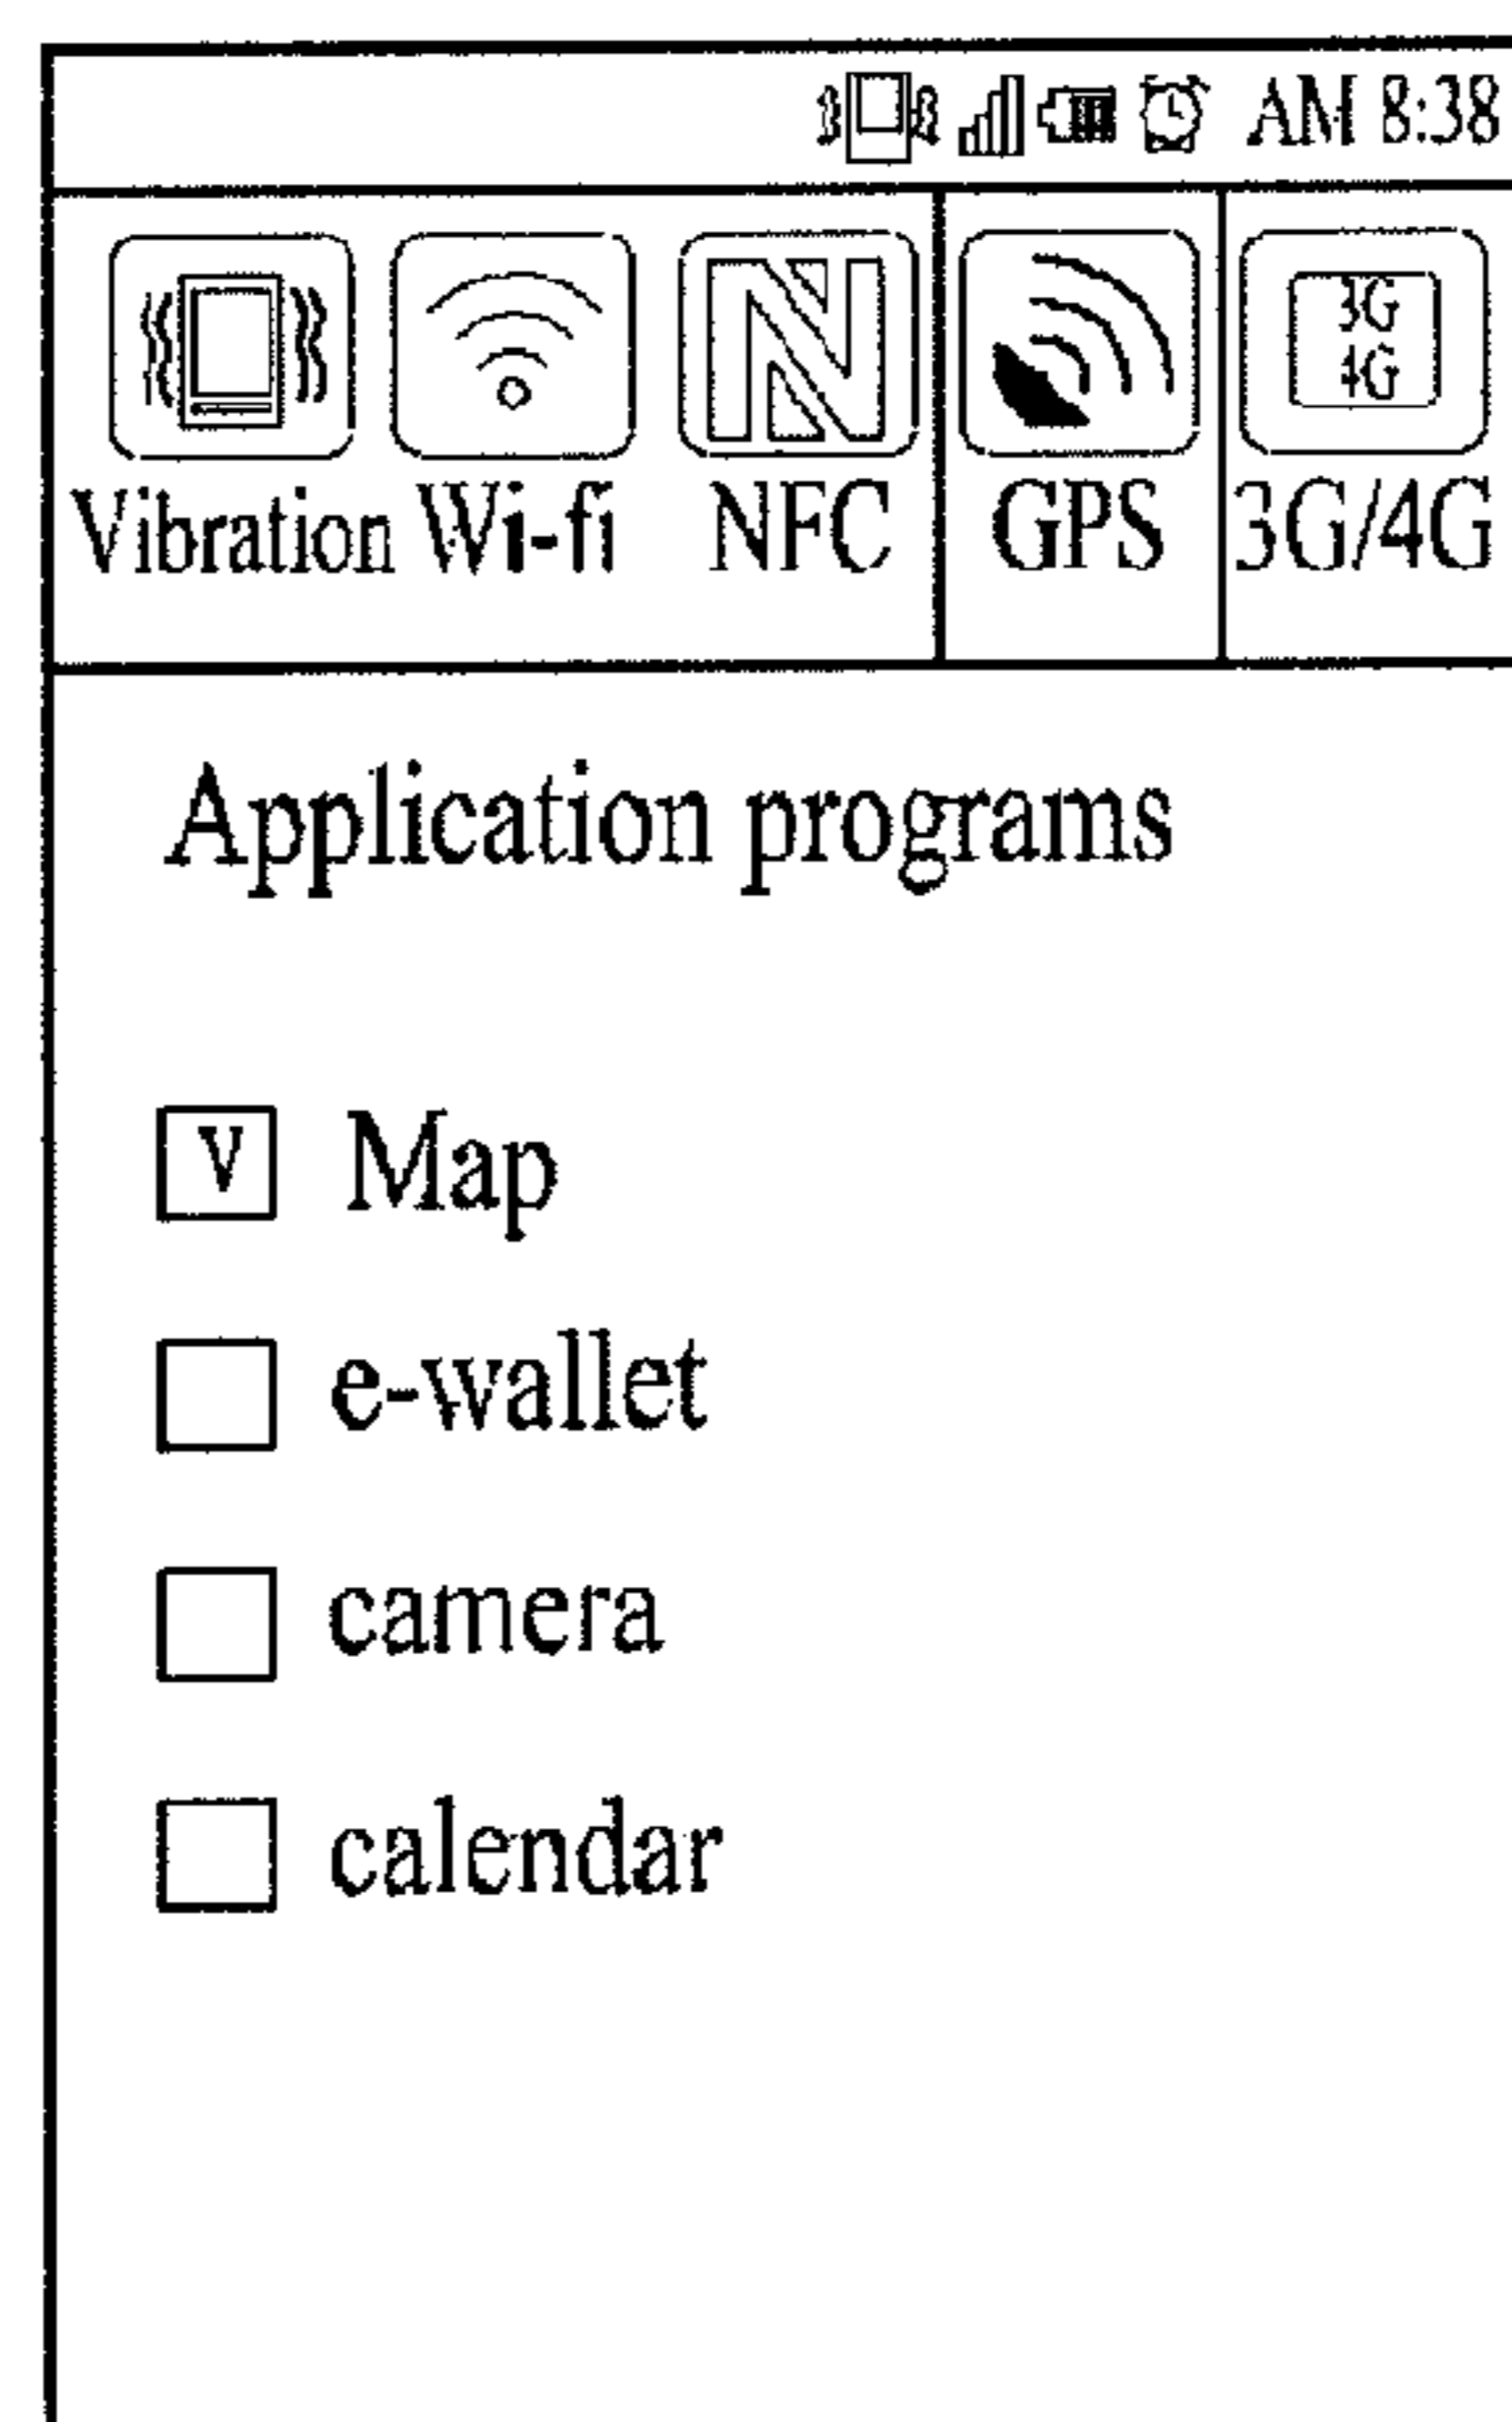 AM 8:38
3G
4G
Vibration Wi-fi NFC GPS 3G/4G
Application programs
V Map
e-wallet
camera
calendar